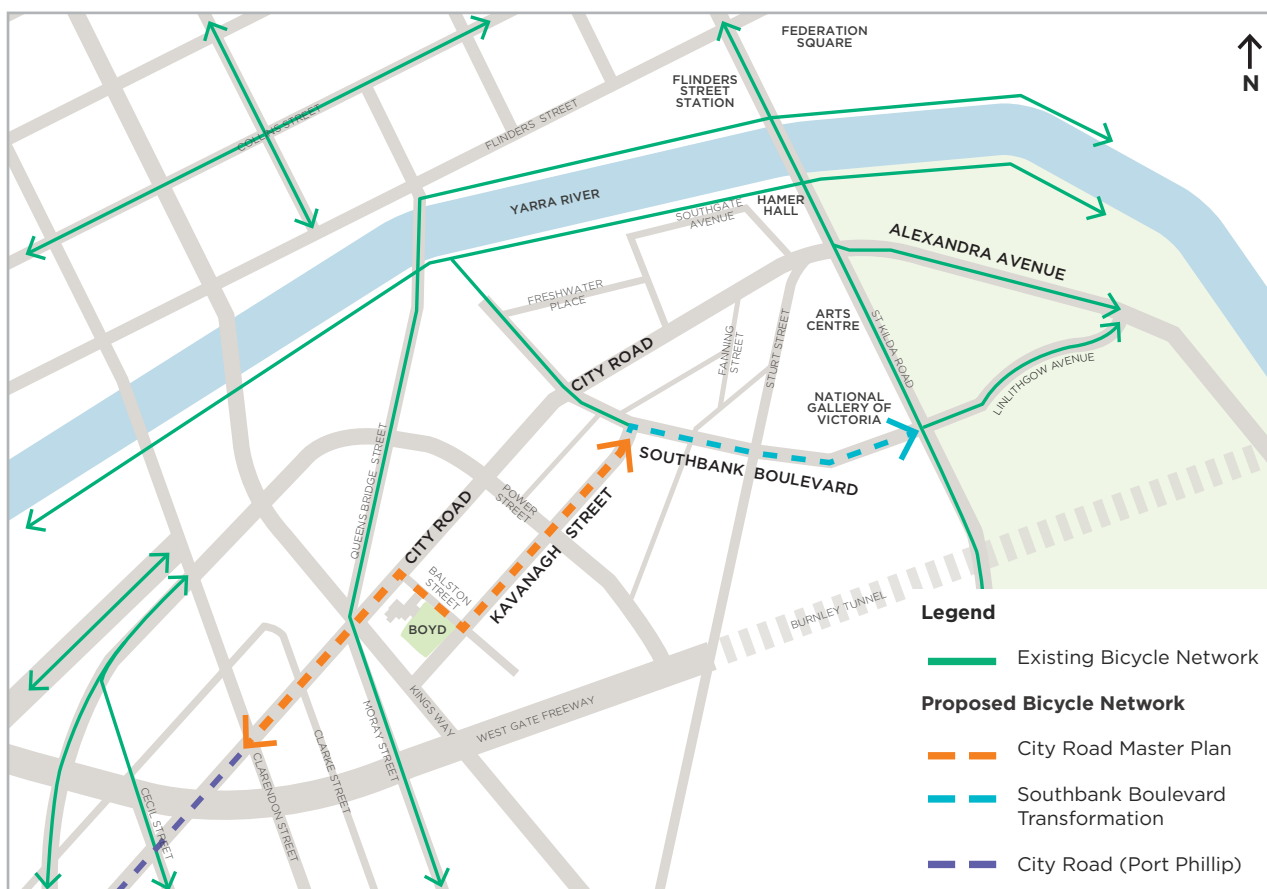 FEDERATION
SQUARE
N
FLINDERS
STREET
STATION
COLLINS STREET
FLINDERS STREET
YARRA RIVER
HAMER
HALL
SOUTHGATE
AVENUE
ALEXANDRA AVENUE
FRESHWATER
PLACE
ARTS
CENTRE
ST KILDA ROAD
FANNING
STREET
STURT STREET
CITY ROAD
LINLITHGOW AVENUE
NATIONAL
GALLERY OF
VICTORIA
SOUTHBANK BOULEVARD
QUEENS BRIDGE STREET
POWER
STREET
CITY ROAD
KAVANAGH STREET
BALSTON
STREET
BOYD
BURNLEY TUNNEL
KINGS WAY
WEST GATE FREEWAY
MORAY STREET
CLARKE STREET
CLARENDON STREET
CECIL STREET
Legend
Existing Bicycle Network
Proposed Bicycle Network
City Road Master Plan
Southbank Boulevard
Transformation
City Road (Port Phillip)